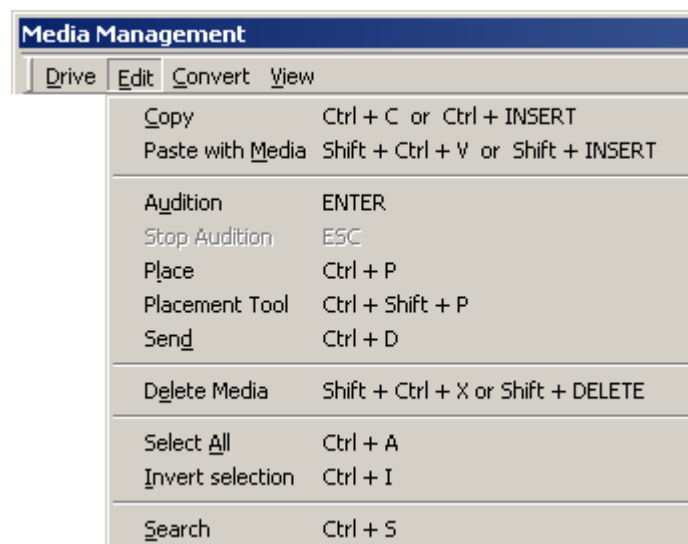 Media Management
Drive Edit Convert View
Copy Ctrl + C or Ctrl + INSERT
Paste with Media Shift + Ctrl + V or Shift + INSERT
Audition ENTER
Stop Audition ESC
Place Ctrl + P
Placement Tool Ctrl + Shift + P
Send Ctrl + D
Delete Media Shift + Ctrl + X or Shift + DELETE
Select All Ctrl + A
Invert selection Ctrl + I
Search Ctrl + S